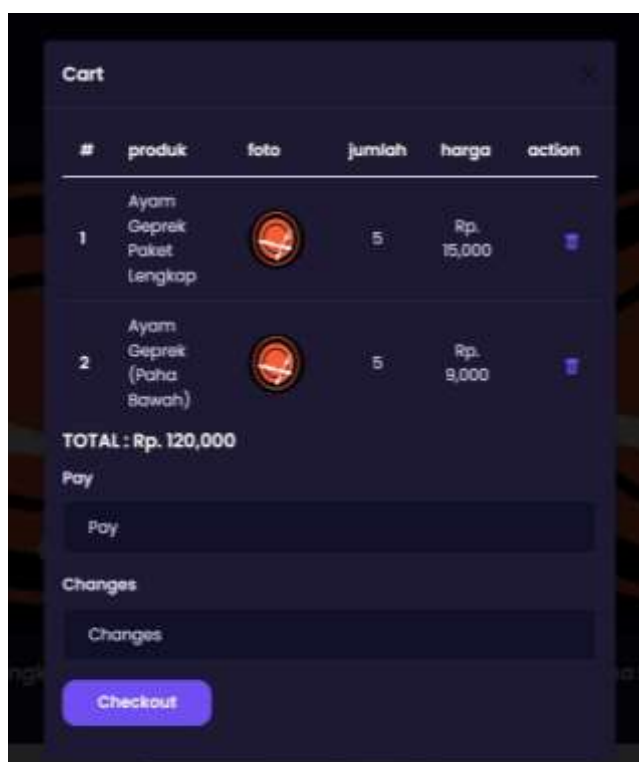 Cart
# produk foto jumlah harga action
Ayam
Geprek
Paket
Lengkap
1 5 Rp.
15,000
Ayam
Geprek
(Paha
Bawah)
2 5 Rp.
9,000
TOTAL : Rp. 120,000
Pay
Pay
Changes
Changes
Checkout